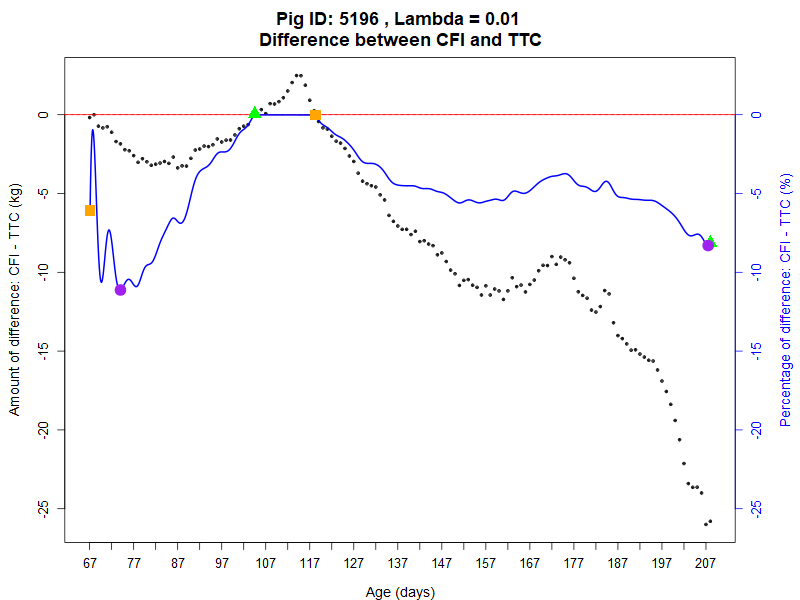 Pig ID: 5196 , Lambda = 0.01
Difference between CFI and TTC
Amount of difference: CFI - TTC (kg)
0
-5
-10
-15
-20
-25
Percentage of difference: CFI - TTC (%)
0
-5
-10
-15
-20
-25
67 77 87 97 107 117 127 137 147 157 167 177 187 197 207
Age (days)